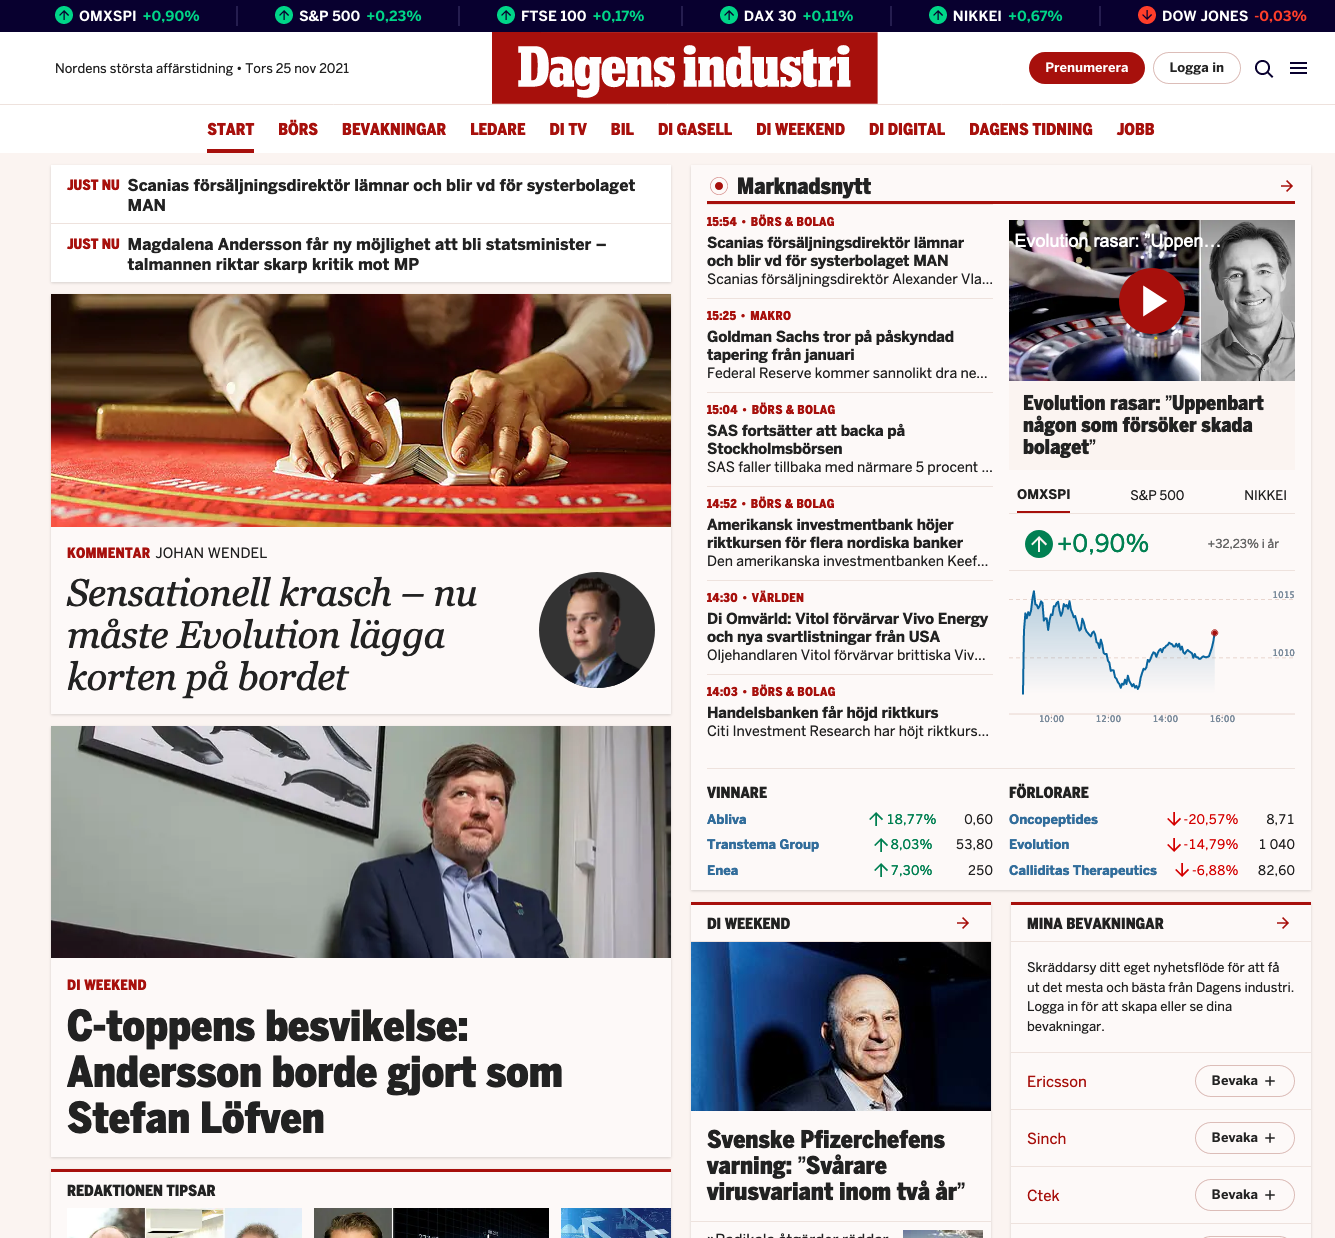 OMXSPI +0,90%
S&P 500 +0,23%
FTSE 100 +0,17%
DAX 30 +0,11%
NIKKEI +0,67%
DOW JONES -0,03%
Nordens största affärstidning • Tors 25 nov 2021
Dagens industri
Prenumerera
Logga in
START BÖRS BEVAKNINGAR LEDARE DI TV BIL DI GASELL DI WEEKEND DI DIGITAL DAGENS TIDNING JOBB
JUST NU Scanias försäljningsdirektör lämnar och blir vd för systerbolaget
MAN
JUST NU Magdalena Andersson får ny möjlighet att bli statsminister –
talmannen riktar skarp kritik mot MP
Black Jack pays 3 to 2
KOMMENTAR JOHAN WENDEL
Sensationell krasch – nu
måste Evolution lägga
korten på bordet
DI WEEKEND
C-toppens besvikelse:
Andersson borde gjort som
Stefan Löfven
REDAKTIONEN TIPSAR
Marknadsnytt
15:54 • BÖRS & BOLAG
Scanias försäljningsdirektör lämnar
och blir vd för systerbolaget MAN
Scanias försäljningsdirektör Alexander Vla...
15:25 • MAKRO
Goldman Sachs tror på påskyndad
tapering från januari
Federal Reserve kommer sannolikt dra ne...
15:04 • BÖRS & BOLAG
SAS fortsätter att backa på
Stockholmsbörsen
SAS faller tillbaka med närmare 5 procent ...
14:52 • BÖRS & BOLAG
Amerikansk investmentbank höjer
riktkursen för flera nordiska banker
Den amerikanska investmentbanken Keef...
14:30 • VÄRLDEN
Di Omvärld: Vitol förvärvar Vivo Energy
och nya svartlistningar från USA
Oljehandlaren Vitol förvärvar brittiska Viv...
14:03 • BÖRS & BOLAG
Handelsbanken får höjd riktkurs
Citi Investment Research har höjt riktkurs...
Evolution rasar: ”Uppen...
Evolution rasar: ”Uppenbart
någon som försöker skada
bolaget”
OMXSPI S&P 500 NIKKEI
+0,90% +32,23% i år
1015
1010
10:00 12:00 14:00 16:00
VINNARE
Abliva 18,77% 0,60
Transtema Group 8,03% 53,80
Enea 7,30% 250
FÖRLORARE
Oncopeptides -20,57% 8,71
Evolution -14,79% 1 040
Calliditas Therapeutics -6,88% 82,60
DI WEEKEND
Svenske Pfizerchefens
varning: ”Svårare
virusvariant inom två år”
MINA BEVAKNINGAR
Skräddarsy ditt eget nyhetsflöde för att få
ut det mesta och bästa från Dagens industri.
Logga in för att skapa eller se dina
bevakningar.
Ericsson Bevaka +
Sinch Bevaka +
Ctek Bevaka +